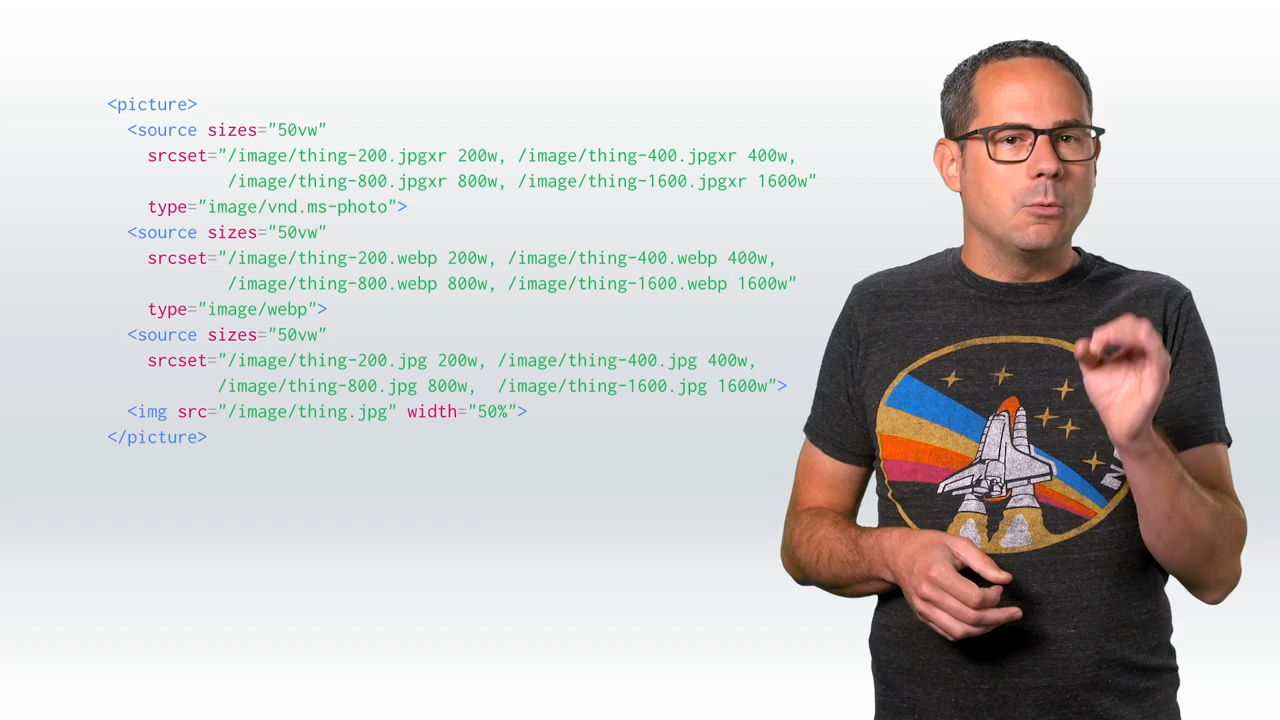 <picture>
<source sizes="50vw"
srcset="/image/thing-200.jpgxr 200w, /image/thing-400.jpgxr 400w,
/image/thing-800.jpgxr 800w, /image/thing-1600.jpgxr 1600w"
type="image/vnd.ms-photo">
<source sizes="50vw"
srcset="/image/thing-200.webp 200w, /image/thing-400.webp 400w,
/image/thing-800.webp 800w, /image/thing-1600.webp 1600w"
type="image/webp">
<source sizes="50vw"
srcset="/image/thing-200.jpg 200w, /image/thing-400.jpg 400w,
/image/thing-800.jpg 800w,  /image/thing-1600.jpg 1600w">
<img src="/image/thing.jpg" width="50%">
</picture>